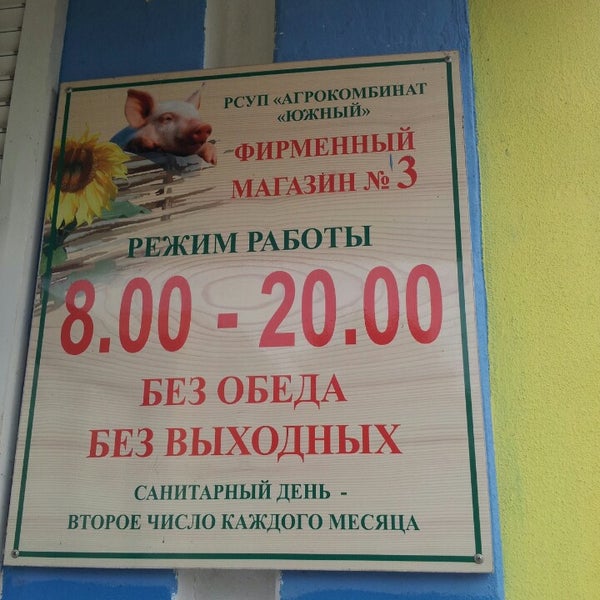 РСУП «АГРОКОМБИНАТ
«ЮЖНЫЙ»
ФИРМЕННЫЙ
МАГАЗИН № 3
РЕЖИМ РАБОТЫ
8.00 - 20.00
БЕЗ ОБЕДА
БЕЗ ВЫХОДНЫХ
САНИТАРНЫЙ ДЕНЬ -
ВТОРОЕ ЧИСЛО КАЖДОГО МЕСЯЦА